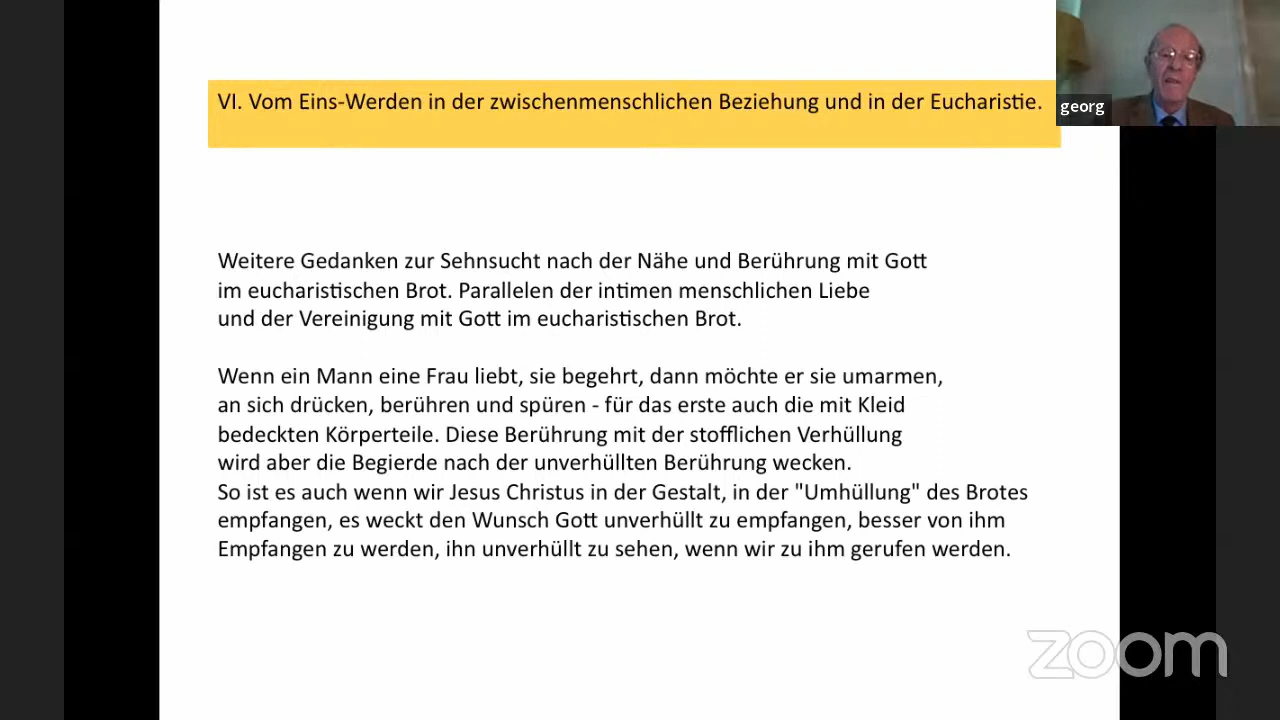 VI. Vom Eins-Werden in der zwischenmenschlichen Beziehung und in der Eucharistie.
georg
Weitere Gedanken zur Sehnsucht nach der Nähe und Berührung mit Gott
im eucharistischen Brot. Parallelen der intimen menschlichen Liebe
und der Vereinigung mit Gott im eucharistischen Brot.
Wenn ein Mann eine Frau liebt, sie begehrt, dann möchte er sie umarmen,
an sich drücken, berühren und spüren - für das erste auch die mit Kleid
bedeckten Körperteile. Diese Berührung mit der stofflichen Verhüllung
wird aber die Begierde nach der unverhüllten Berührung wecken.
So ist es auch wenn wir Jesus Christus in der Gestalt, in der "Umhüllung" des Brotes
empfangen, es weckt den Wunsch Gott unverhüllt zu empfangen, besser von ihm
Empfangen zu werden, ihn unverhüllt zu sehen, wenn wir zu ihm gerufen werden.
zoom